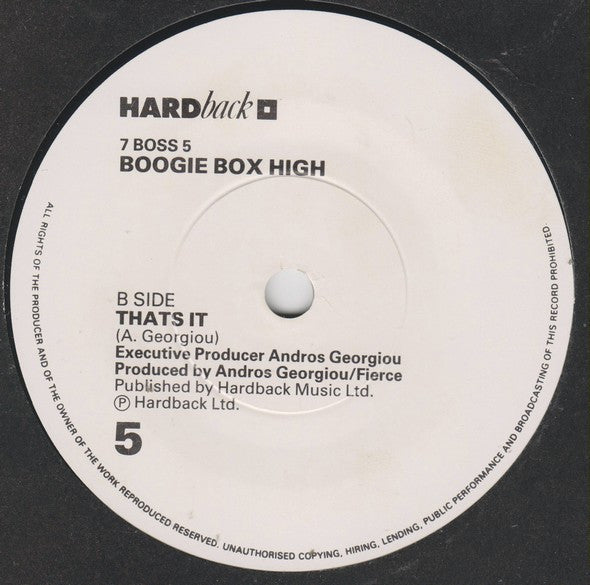 HARDback
7 BOSS 5
BOOGIE BOX HIGH
B SIDE
THATS IT
(A. Georgiou)
Executive Producer Andros Georgiou
Produced by Andros Georgiou/Fierce
Published by Hardback Music Ltd.
Ⓟ Hardback Ltd.
5
ALL RIGHTS OF THE PRODUCER AND OF THE OWNER OF THE WORK REPRODUCED RESERVED. UNAUTHORISED COPYING, HIRING, LENDING, PUBLIC PERFORMANCE AND BROADCASTING OF THIS RECORD PROHIBITED.